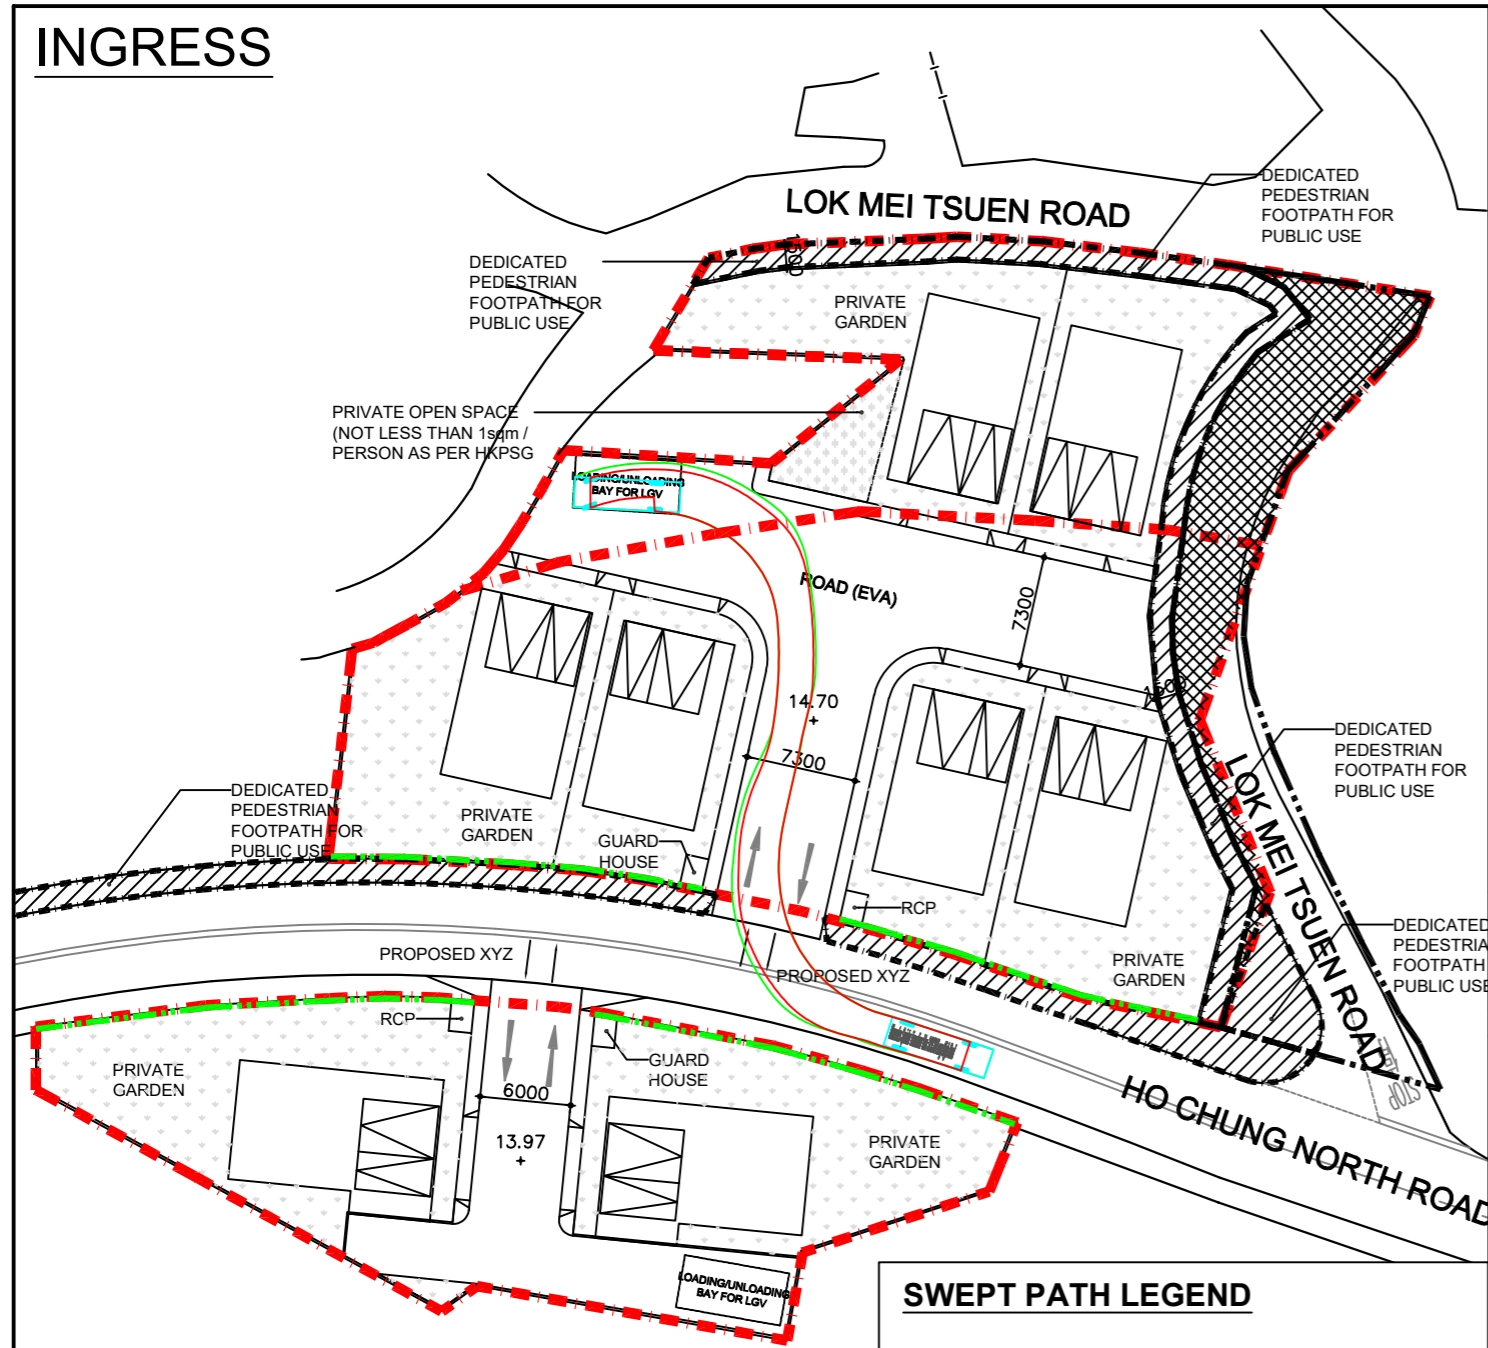 INGRESS
LOK MEI TSUEN ROAD
DEDICATED
PEDESTRIAN
FOOTPATH FOR
PUBLIC USE
DEDICATED
PEDESTRIAN
FOOTPATH FOR
PUBLIC USE
1500
PRIVATE
GARDEN
PRIVATE OPEN SPACE
(NOT LESS THAN 1sqm /
PERSON AS PER HKPSG
LOADING/UNLOADING
BAY FOR LGV
ROAD (EVA)
7300
1500
14.70
7300
DEDICATED
PEDESTRIAN
FOOTPATH FOR
PUBLIC USE
LOK MEI TSUEN ROAD
DEDICATED
PEDESTRIAN
FOOTPATH FOR
PUBLIC USE
PRIVATE
GARDEN
GUARD
HOUSE
RCP
DEDICATED
PEDESTRIA
FOOTPATH
PUBLIC USE
PROPOSED XYZ
PROPOSED XYZ
PRIVATE
GARDEN
RCP
GUARD
HOUSE
PRIVATE
GARDEN
6000
13.97
PRIVATE
GARDEN
STOP
HO CHUNG NORTH ROAD
LOADING/UNLOADING
BAY FOR LGV
SWEPT PATH LEGEND